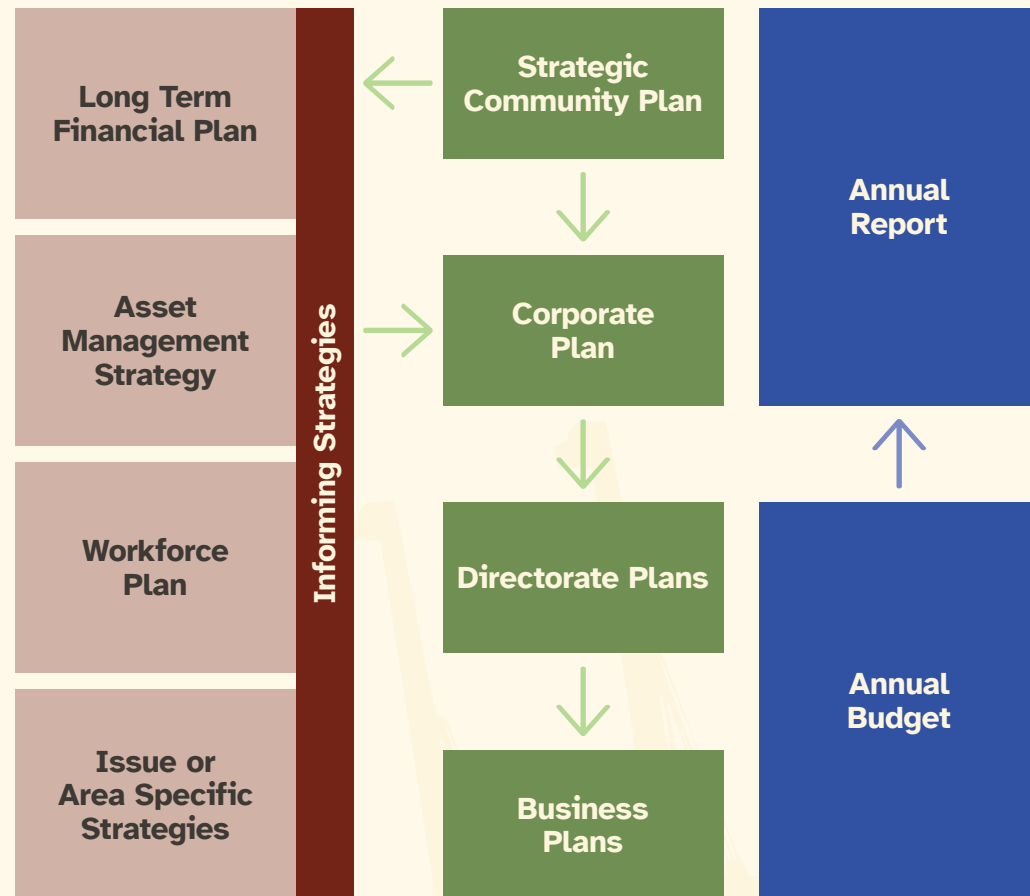 Long Term
Financial Plan
Asset
Management
Strategy
Workforce
Plan
Issue or
Area Specific
Strategies
Informing Strategies
Strategic
Community Plan
Corporate
Plan
Directorate Plans
Business
Plans
Annual
Report
Annual
Budget